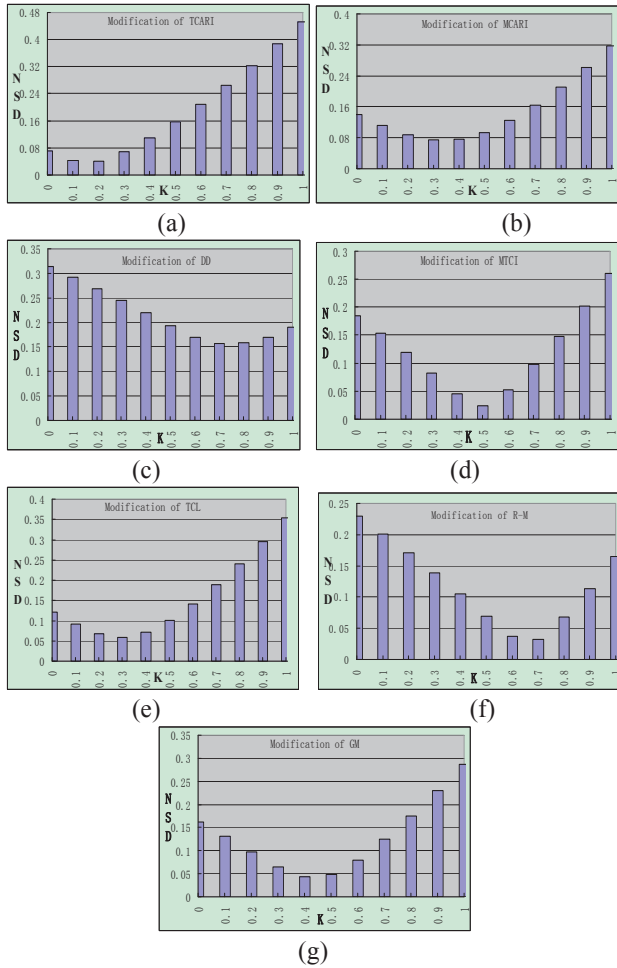 Modification of TCARI
0.48
0.4
0.32
0.24
0.16
0.08
0
N
S
D
0 0.1 0.2 0.3 0.4 0.5 0.6 0.7 0.8 0.9 1
K
(a)
Modification of MCARI
0.4
0.32
0.24
0.16
0.08
0
N
S
D
0 0.1 0.2 0.3 0.4 0.5 0.6 0.7 0.8 0.9 1
K
(b)
Modification of DD
0.35
0.3
0.25
0.2
0.15
0.1
0.05
0
N
S
D
0 0.1 0.2 0.3 0.4 0.5 0.6 0.7 0.8 0.9 1
K
(c)
Modification of MTCI
0.3
0.25
0.2
0.15
0.1
0.05
0
N
S
D
0 0.1 0.2 0.3 0.4 0.5 0.6 0.7 0.8 0.9 1
K
(d)
Modification of TCL
0.4
0.35
0.3
0.25
0.2
0.15
0.1
0.05
0
N
S
D
0 0.1 0.2 0.3 0.4 0.5 0.6 0.7 0.8 0.9 1
K
(e)
Modification of R-M
0.25
0.2
0.15
0.1
0.05
0
N
S
D
0 0.1 0.2 0.3 0.4 0.5 0.6 0.7 0.8 0.9 1
K
(f)
Modification of GM
0.35
0.3
0.25
0.2
0.15
0.1
0.05
0
N
S
D
0 0.1 0.2 0.3 0.4 0.5 0.6 0.7 0.8 0.9 1
K
(g)